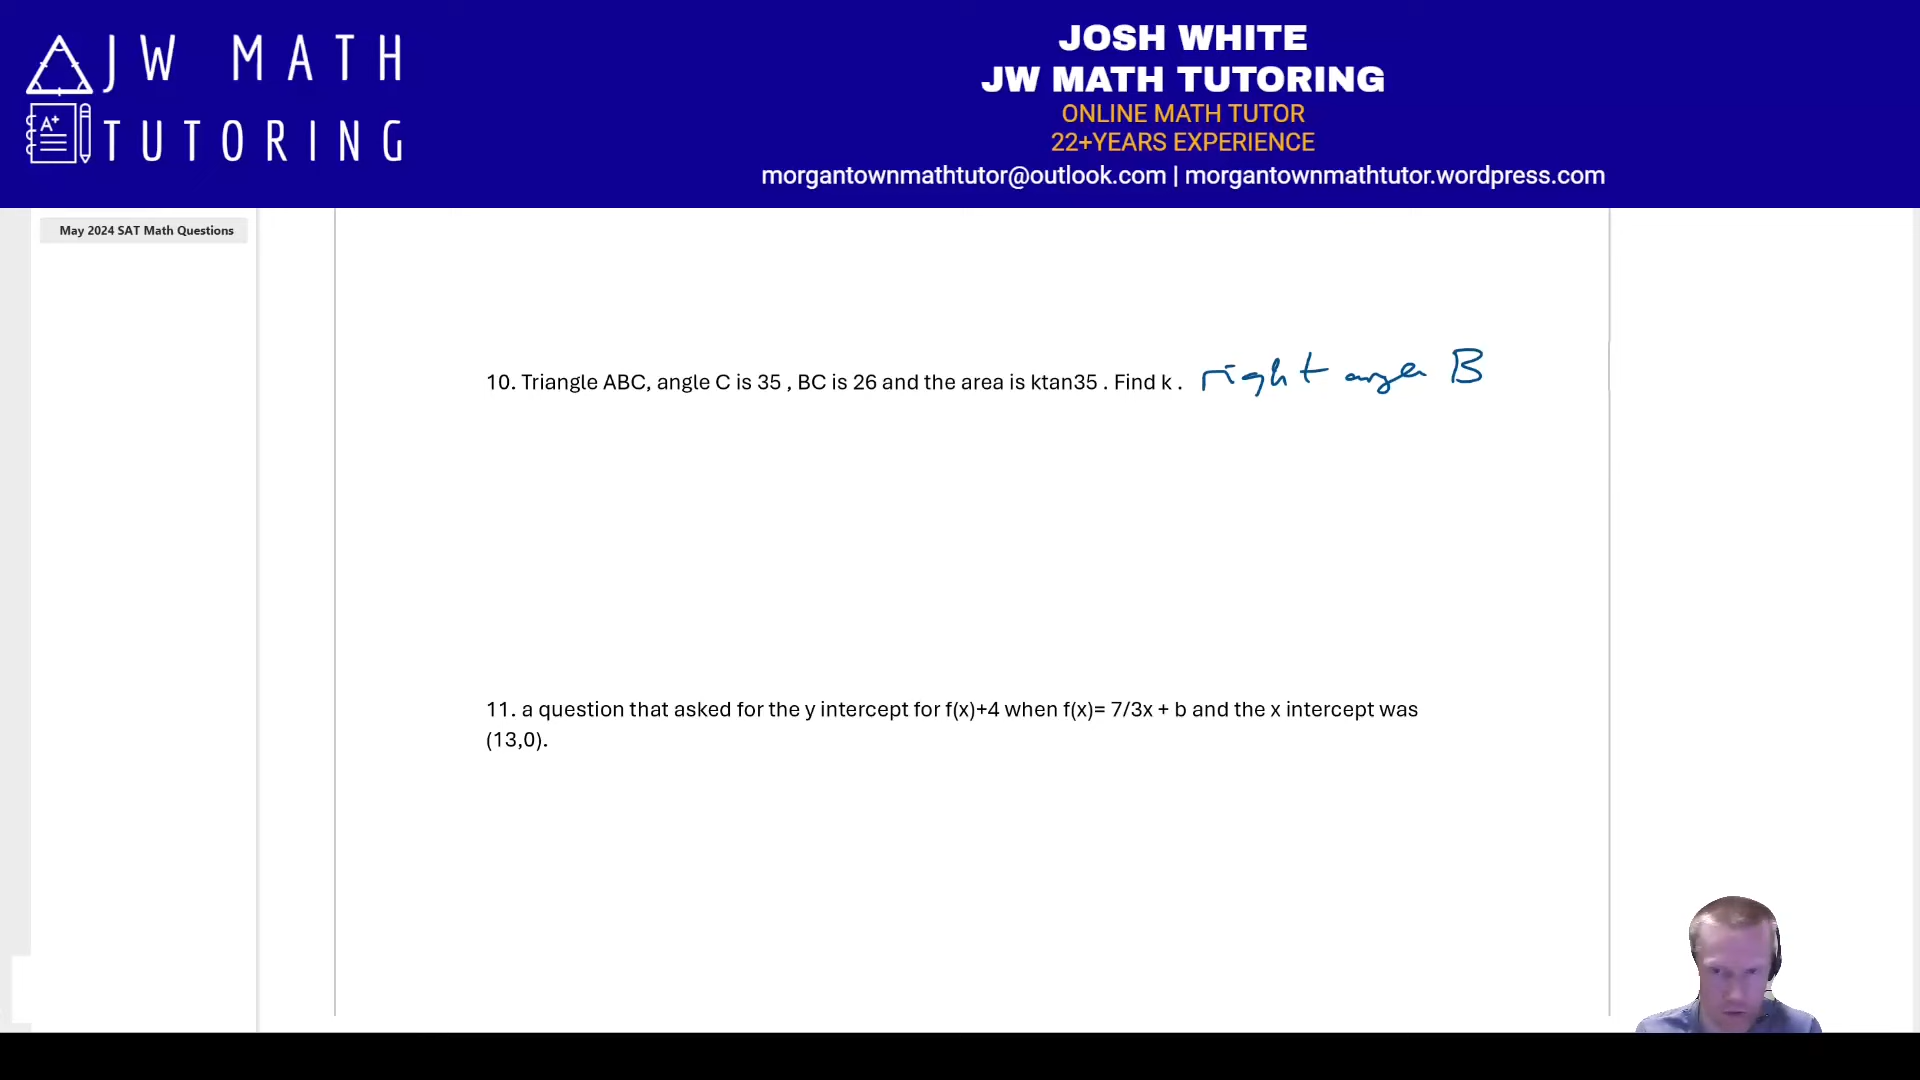 JW MATH
TUTORING
A+
JOSH WHITE
JW MATH TUTORING
ONLINE MATH TUTOR
22+YEARS EXPERIENCE
morgantownmathtutor@outlook.com | morgantownmathtutor.wordpress.com
May 2024 SAT Math Questions
10. Triangle ABC, angle C is 35 , BC is 26 and the area is ktan35 . Find k . right B
11. a question that asked for the y intercept for f(x)+4 when f(x)= 7/3x + b and the x intercept was
(13,0).